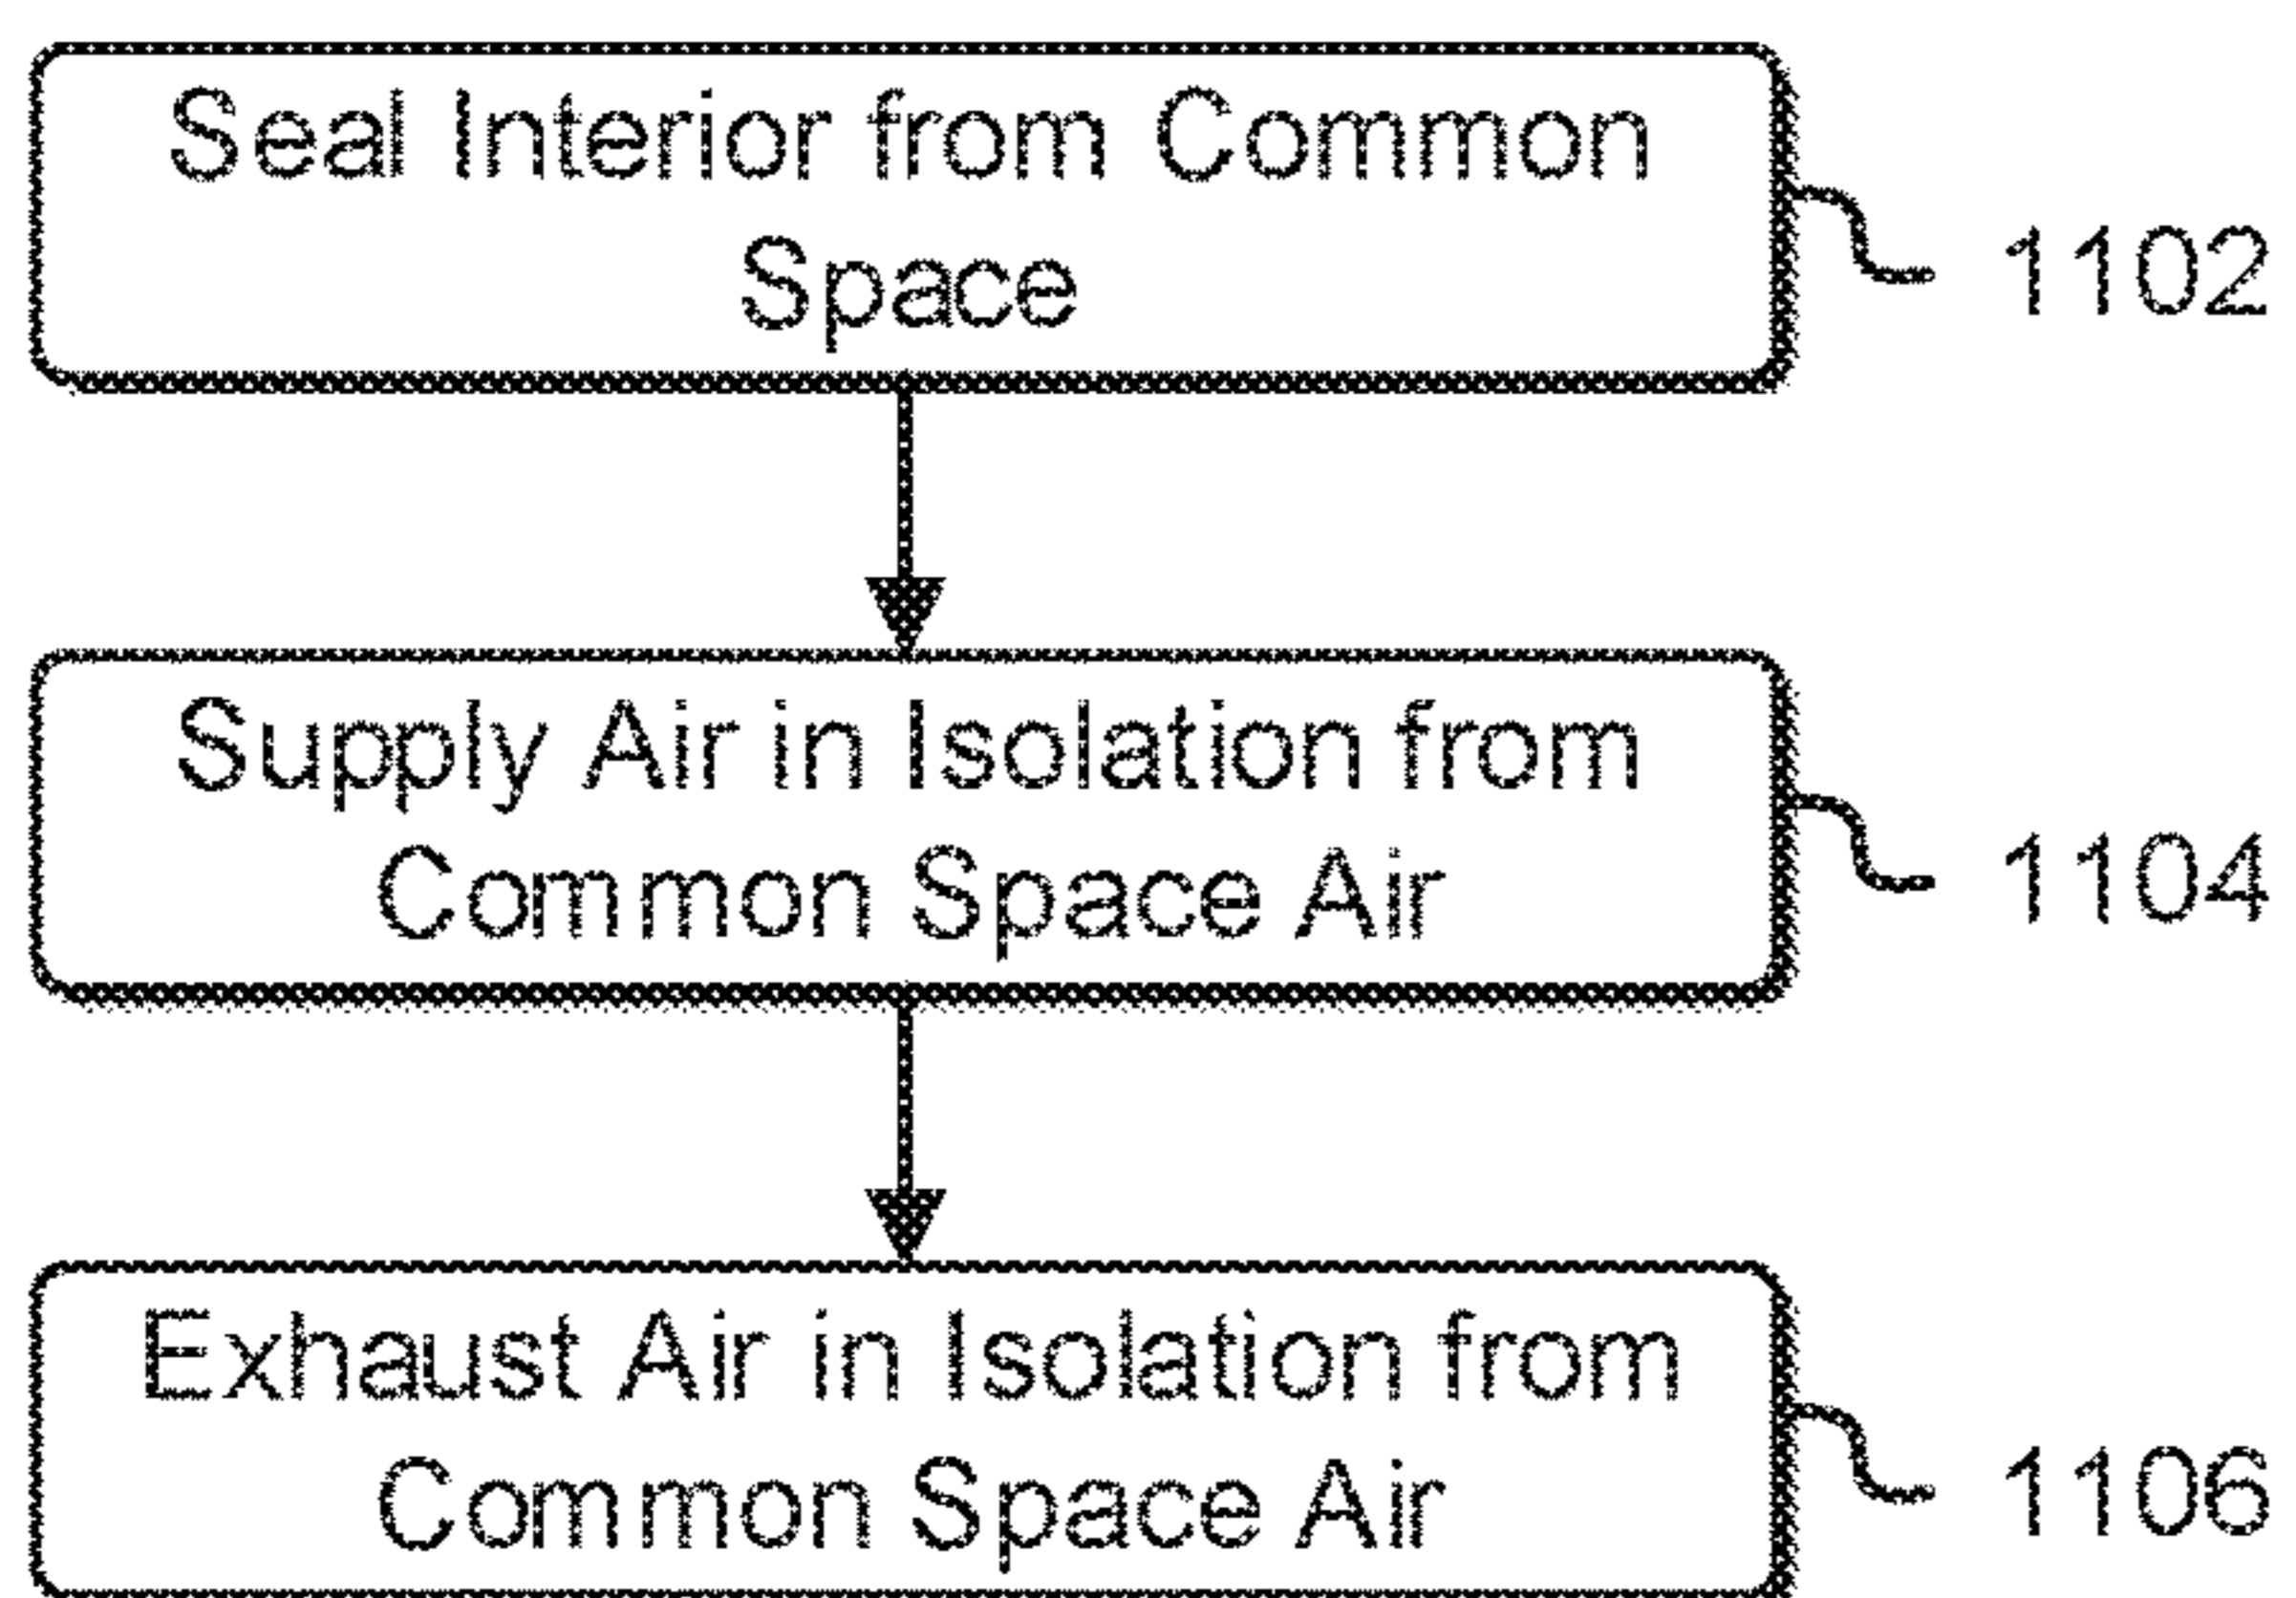 Seal Interior from Common
Space
1102
Supply Air in Isolation from
Common Space Air
1104
Exhaust Air in Isolation from
Common Space Air
1106